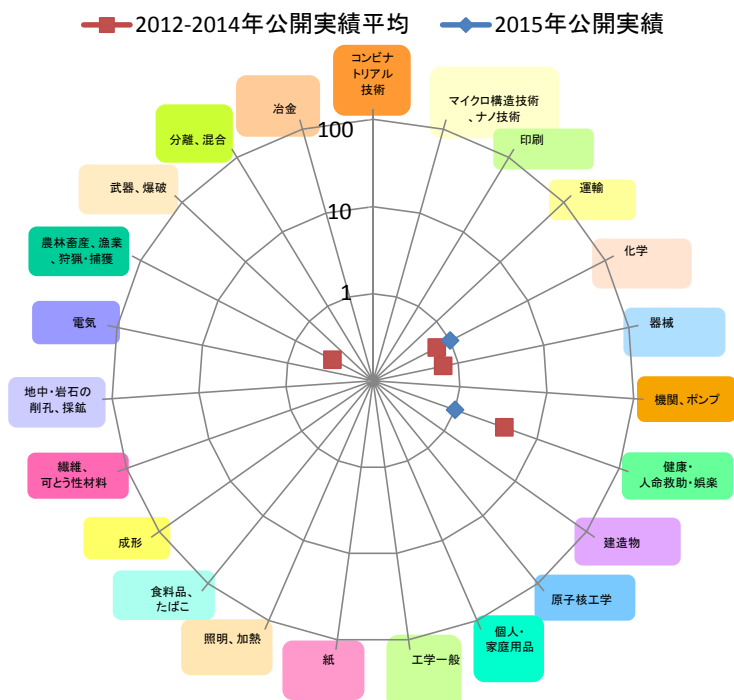 2012-2014年公開実績平均
2015年公開実績
コンビナ
トリアル
技術
マイクロ構造技術
、ナノ技術
印刷
運輸
化学
器械
機関、ポンプ
健康・
人命救助・娯楽
建造物
原子核工学
個人・
家庭用品
工学一般
紙
照明、加熱
食料品、
たばこ
成形
繊維、
可とう性材料
地中・岩石の
削孔、採鉱
電気
農林畜産、漁業
、狩猟・捕獲
武器、爆破
分離、混合
冶金
100
10
1